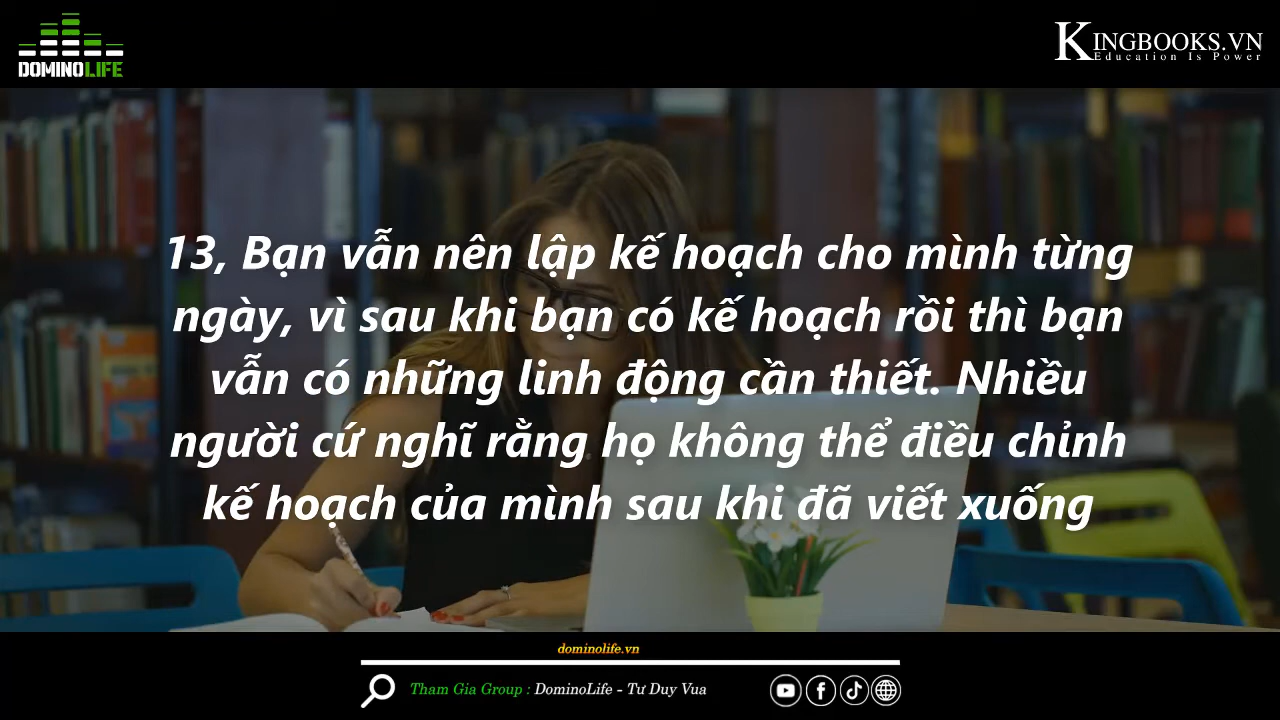 DOMINOLIFE
KINGBOOKS.VN
Education Is Power
13, Bạn vẫn nên lập kế hoạch cho mình từng
ngày, vì sau khi bạn có kế hoạch rồi thì bạn
vẫn có những linh động cần thiết. Nhiều
người cứ nghĩ rằng họ không thể điều chỉnh
kế hoạch của mình sau khi đã viết xuống
dominolife.vn
Tham Gia Group : DominoLife - Tư Duy Vua